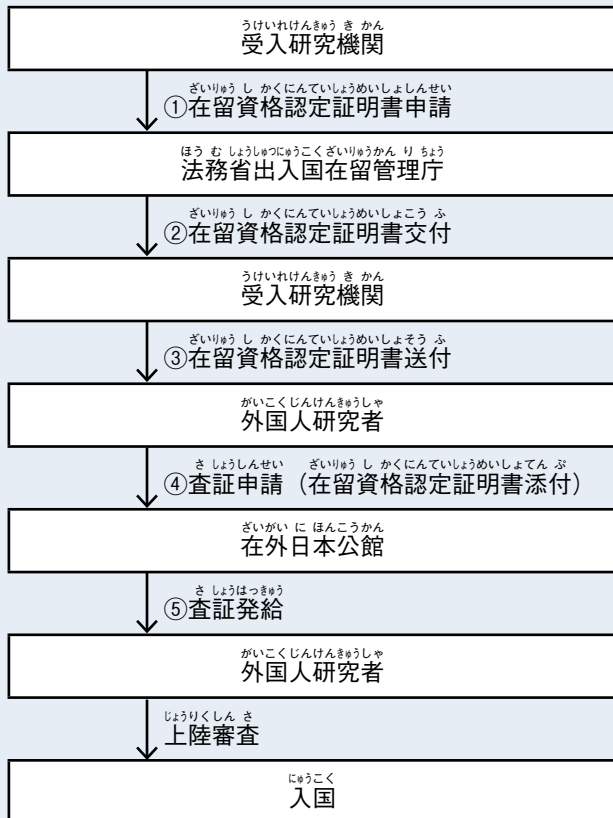 うけいれけんきゅうきかん
受入研究機関
ざいりゅうしかくにんていしょうめいしょしんせい
①在留資格認定証明書申請
ほうむしょうしゅつにゅうこくざいりゅうかんりちょう
法務省出入国在留管理庁
ざいりゅうしかくにんていしょうめいしょこうふ
②在留資格認定証明書交付
うけいれけんきゅうきかん
受入研究機関
ざいりゅうしかくにんていしょうめいしょそうふ
③在留資格認定証明書送付
がいこくじんけんきゅうしゃ
外国人研究者
さしょうしんせい ざいりゅうしかくにんていしょうめいしょてんぷ
④査証申請（在留資格認定証明書添付）
ざいがいにほんこうかん
在外日本公館
さしょうはっきゅう
⑤査証発給
がいこくじんけんきゅうしゃ
外国人研究者
じょうりくしんさ
上陸審査
にゅうこく
入国